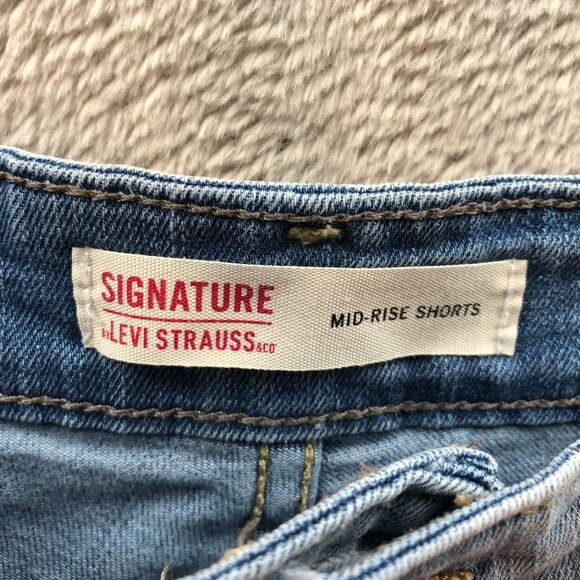 SIGNATURE
BY LEVI STRAUSS &CO
MID-RISE SHORTS